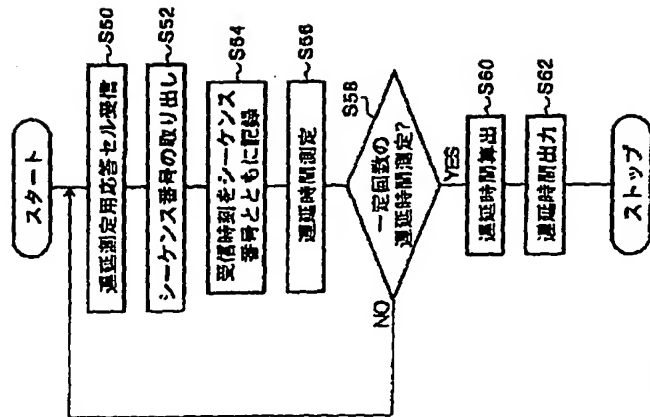 スタート
遅延測定用応答セル受信
S50
シーケンス番号の取り出し
S52
受信時刻をシーケンス
番号とともに記録
S54
遅延時間測定
S56
一定回数の
遅延時間測定?
S58
NO
YES
遅延時間算出
S60
遅延時間出力
S62
ストップ